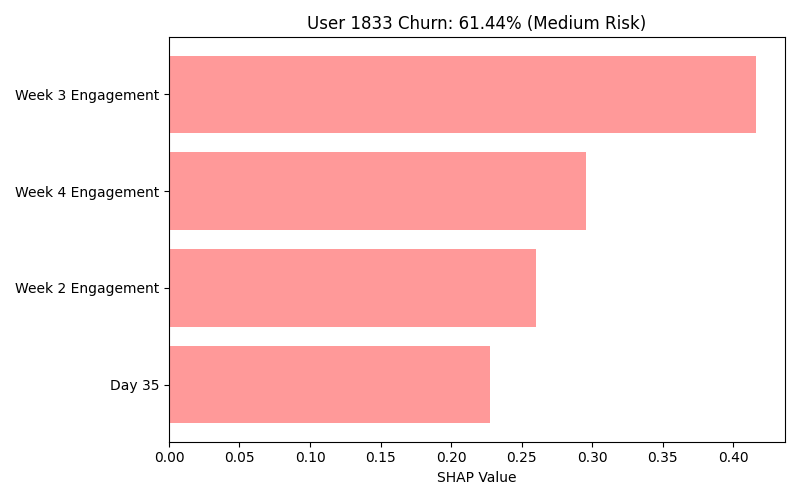 User 1833 Churn: 61.44% (Medium Risk)
Week 3 Engagement
Week 4 Engagement
Week 2 Engagement
Day 35
0.00 0.05 0.10 0.15 0.20 0.25 0.30 0.35 0.40
SHAP Value